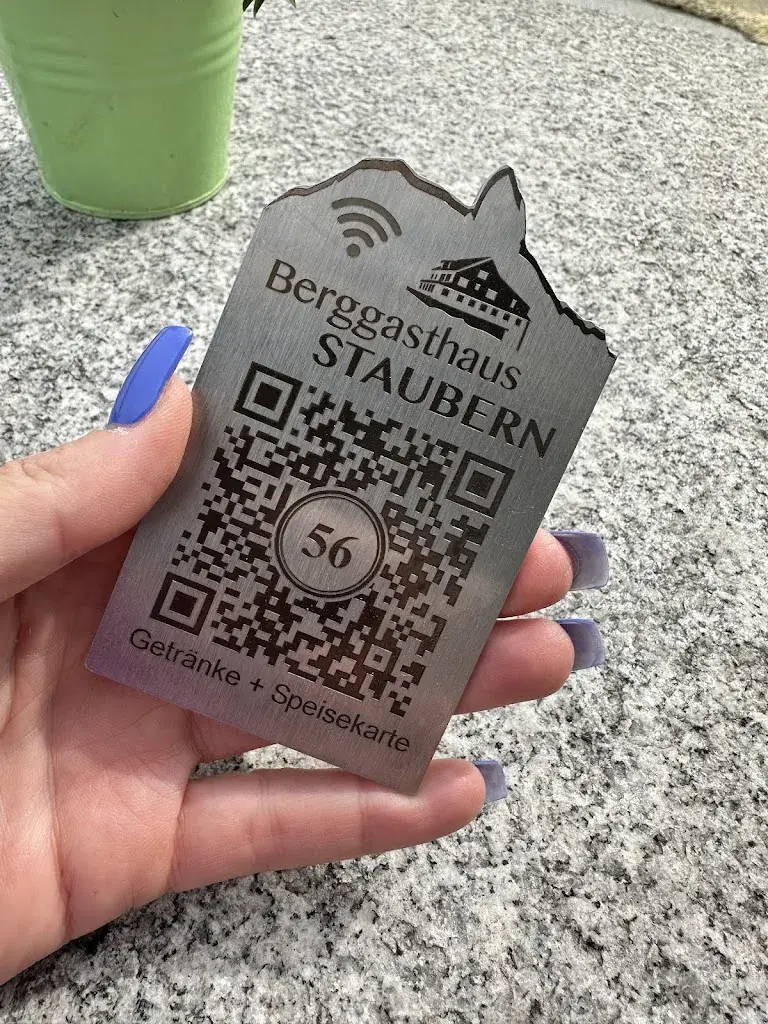 Berggasthaus
STAUBERN
56
Getränke + Speisekarte